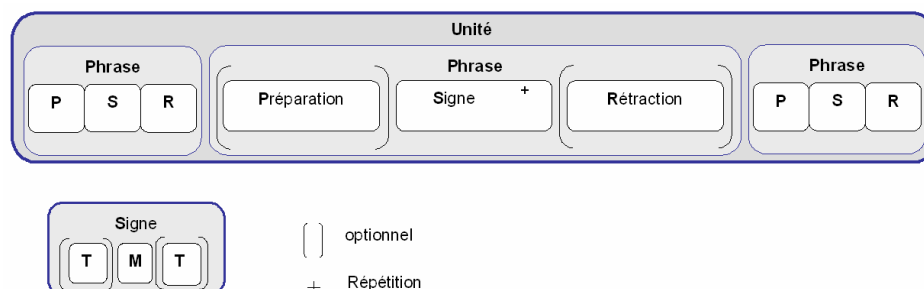 Unité
Phrase Phrase Phrase
P S R Préparation Signe + Rétraction P S R
Signe
T M T
optionnel
+ Répétition